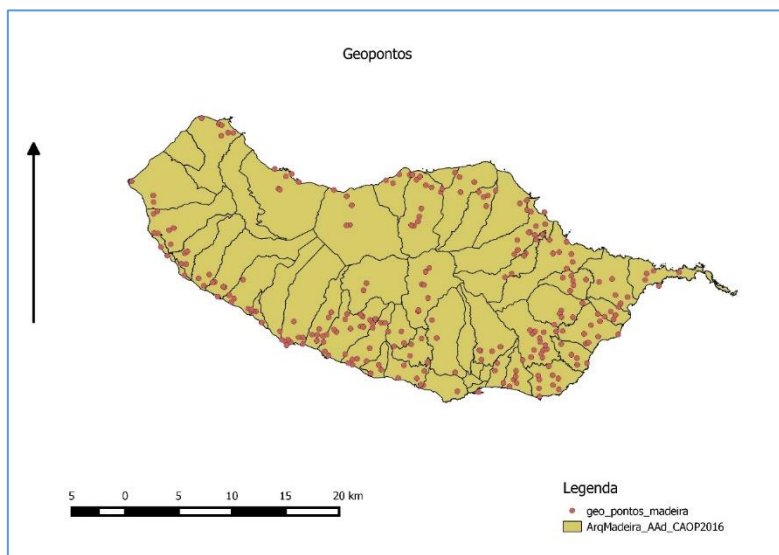 Geopontos
5 0 5 10 15 20 km
Legenda
geo_pontos_madeira
ArqMadeira_AAd_CAOP2016